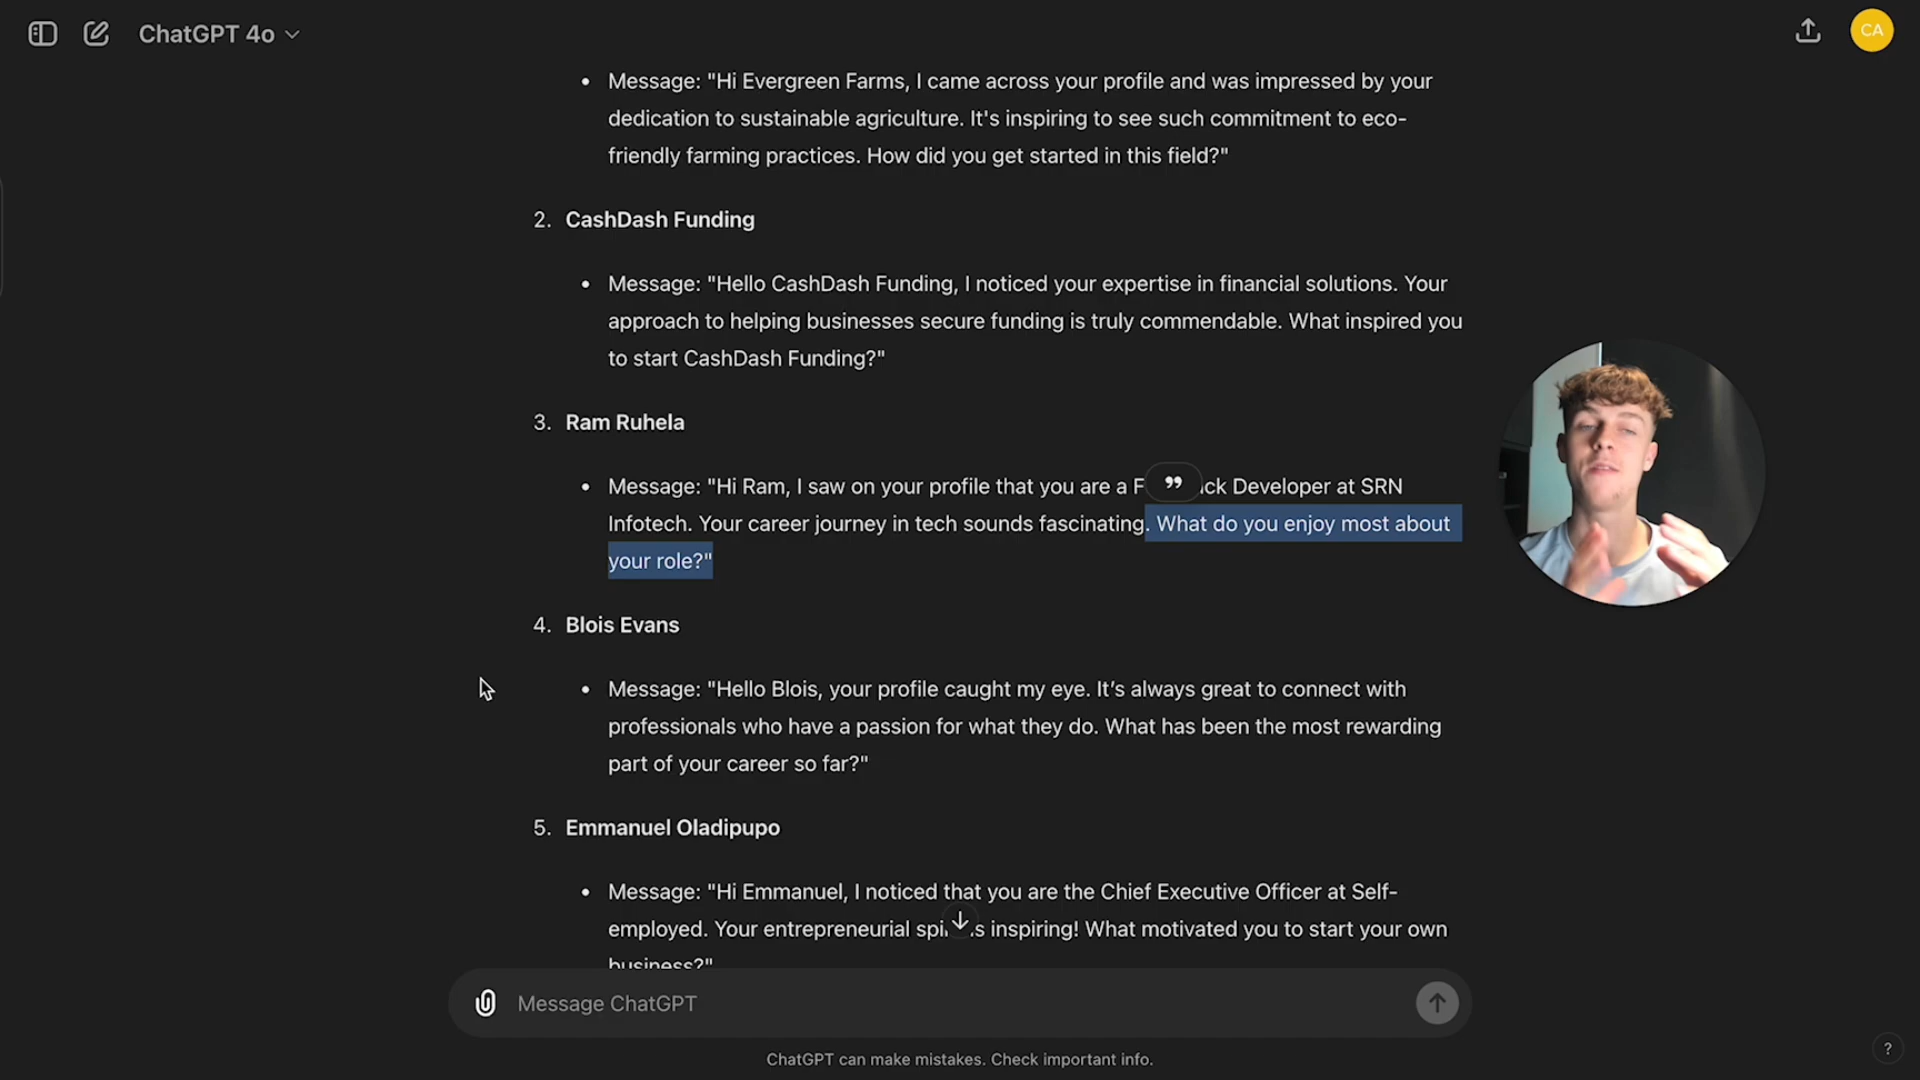 ChatGPT 4o
CA
• Message: "Hi Evergreen Farms, I came across your profile and was impressed by your
dedication to sustainable agriculture. It's inspiring to see such commitment to eco-
friendly farming practices. How did you get started in this field?"
2. CashDash Funding
• Message: "Hello CashDash Funding, I noticed your expertise in financial solutions. Your
approach to helping businesses secure funding is truly commendable. What inspired you
to start CashDash Funding?"
3. Ram Ruhela
• Message: "Hi Ram, I saw on your profile that you are a Developer at SRN
Infotech. Your career journey in tech sounds fascinating. What do you enjoy most about
your role?"
4. Blois Evans
• Message: "Hello Blois, your profile caught my eye. It’s always great to connect with
professionals who have a passion for what they do. What has been the most rewarding
part of your career so far?"
5. Emmanuel Oladipupo
• Message: "Hi Emmanuel, I noticed that you are the Chief Executive Officer at Self-
employed. Your entrepreneurial inspiring! What motivated you to start your own
business?"
Message ChatGPT
ChatGPT can make mistakes. Check important info.
?